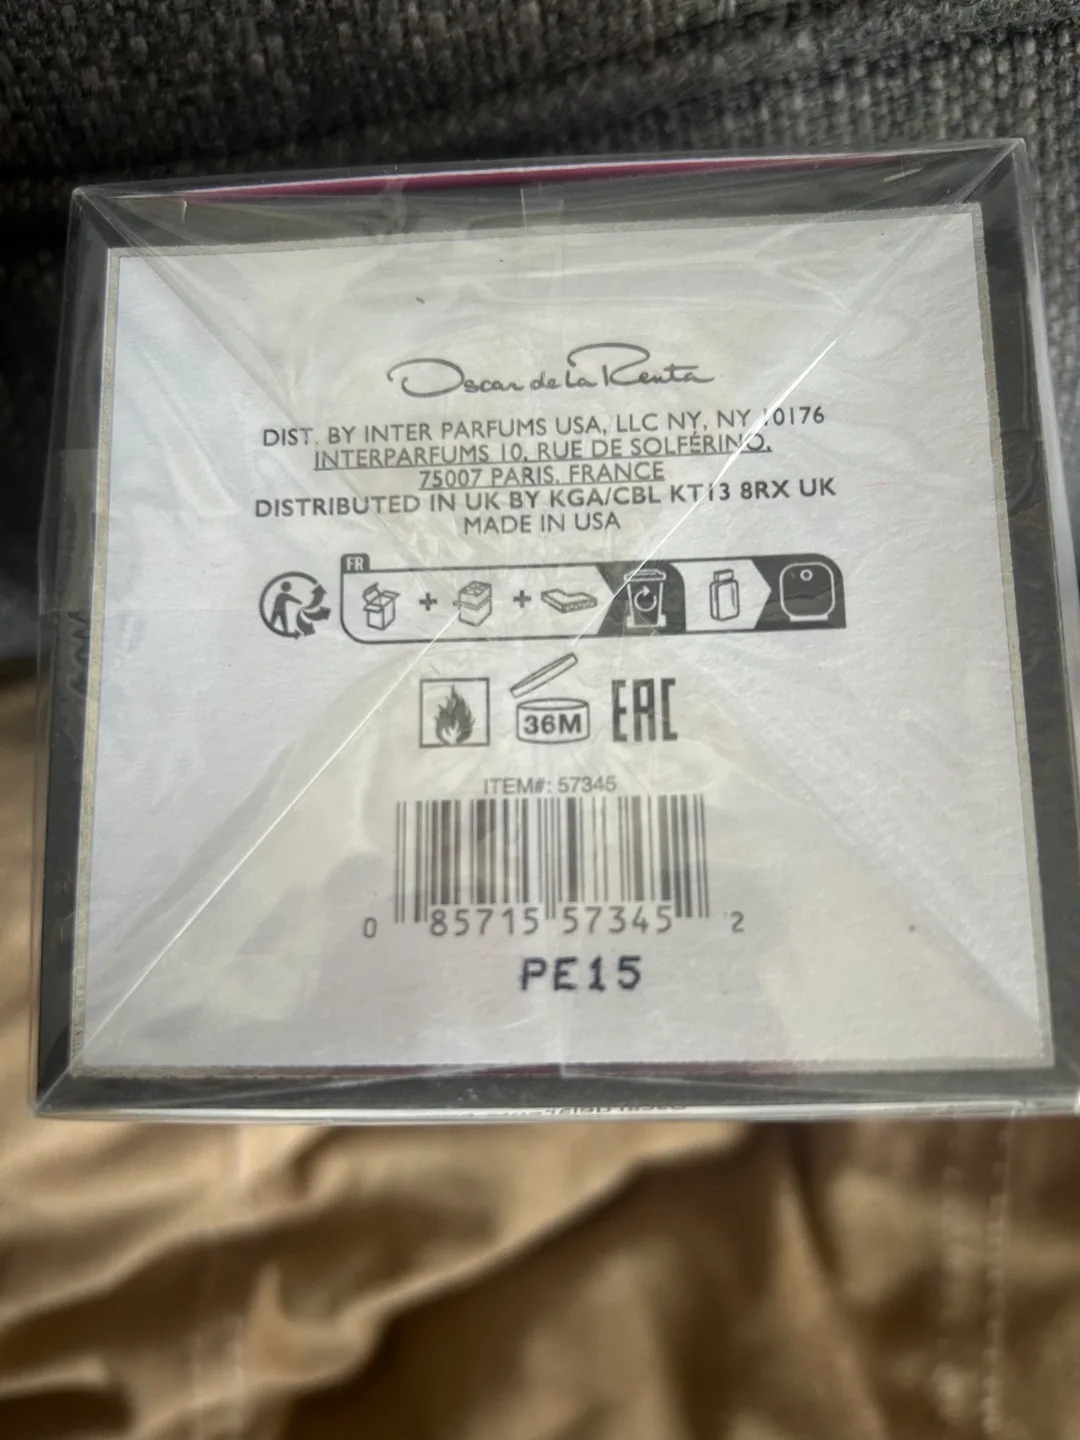 Oscar de la Renta
DIST. BY INTER PARFUMS USA, LLC NY, NY 10176
INTERPARFUMS 10, RUE DE SOLFÉRINO,
75007 PARIS, FRANCE
DISTRIBUTED IN UK BY KGA/CBL KT13 8RX UK
MADE IN USA
FR
36M EAC
ITEM#: 57345
0 85715 57345 2
PE15